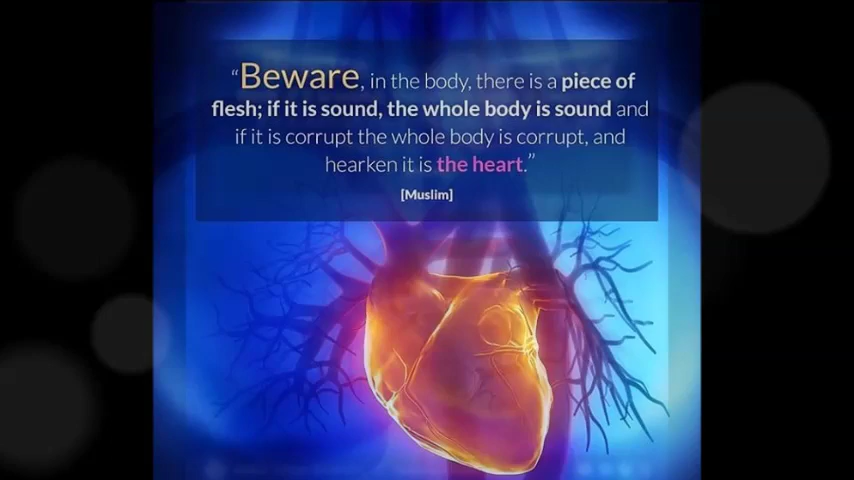 “Beware, in the body, there is a piece of
flesh; if it is sound, the whole body is sound and
if it is corrupt the whole body is corrupt, and
hearken it is the heart.”
[Muslim]